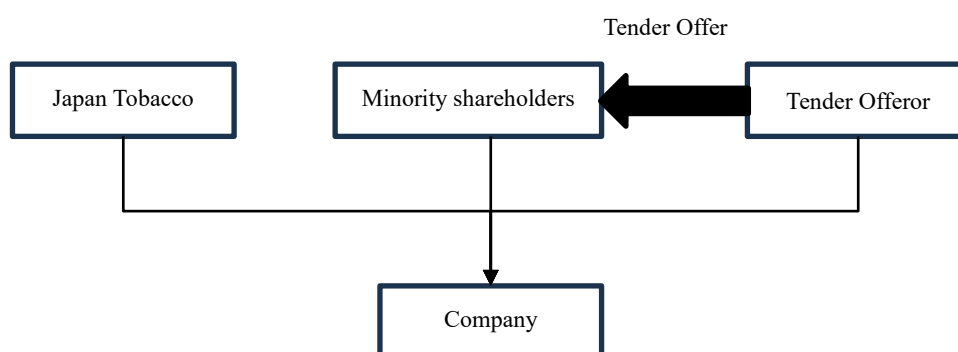 Tender Offer
Japan Tobacco
Minority shareholders
Tender Offeror
Company